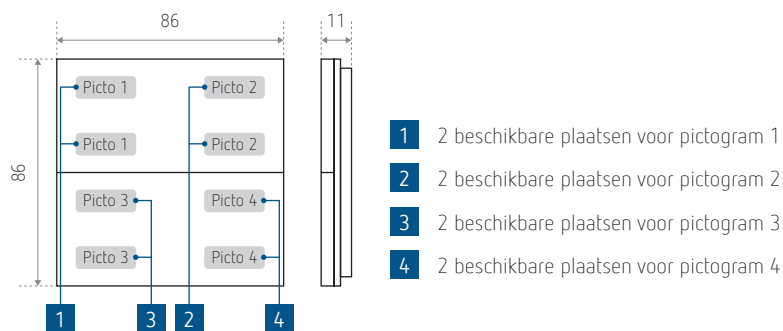 86
11
86
Picto 1
Picto 2
Picto 1
Picto 2
Picto 3
Picto 4
Picto 3
Picto 4
1
3
2
4
1 2 beschikbare plaatsen voor pictogram 1
2 2 beschikbare plaatsen voor pictogram 2
3 2 beschikbare plaatsen voor pictogram 3
4 2 beschikbare plaatsen voor pictogram 4